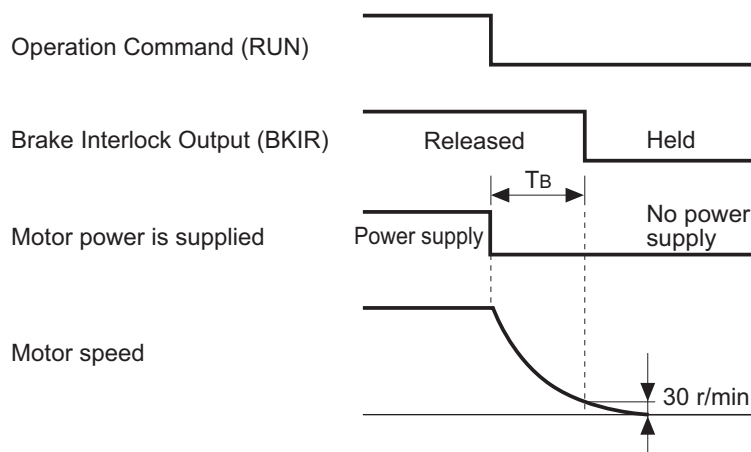 Operation Command (RUN)
Brake Interlock Output (BKIR)
Released
Held
TB
Motor power is supplied
Power supply
No power
supply
Motor speed
30 r/min